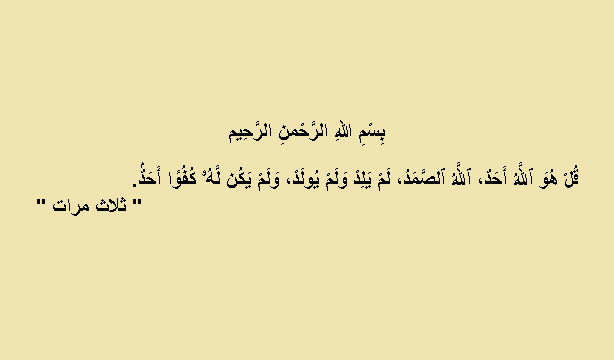 بِسْمِ اللهِ الرَّحْمنِ الرَّحِيم
قُلْ هُوَ ٱللَّهُ أَحَدٌ، ٱللَّهُ ٱلصَّمَدُ، لَمْ يَلِدْ وَلَمْ يُولَدْ، وَلَمْ يَكُن لَّهُۥ كُفُوًا أَحَدٌۢ.
" ثلاث مرات "